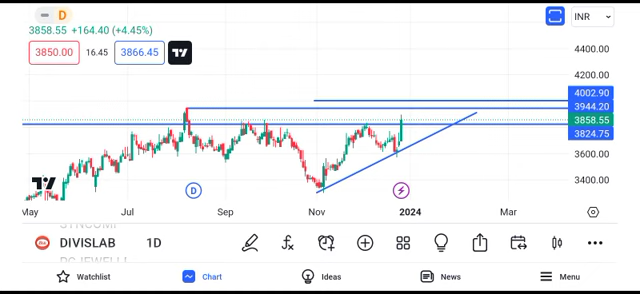 D
INR
3858.55 +164.40 (+4.45%)
3850.00 16.45 3866.45
4400.00
4200.00
4002.90
3944.20
3858.55
3824.75
3600.00
3400.00
D
May Jul Sep Nov 2024 Mar
DIVISLAB 1D
Watchlist Chart Ideas News Menu